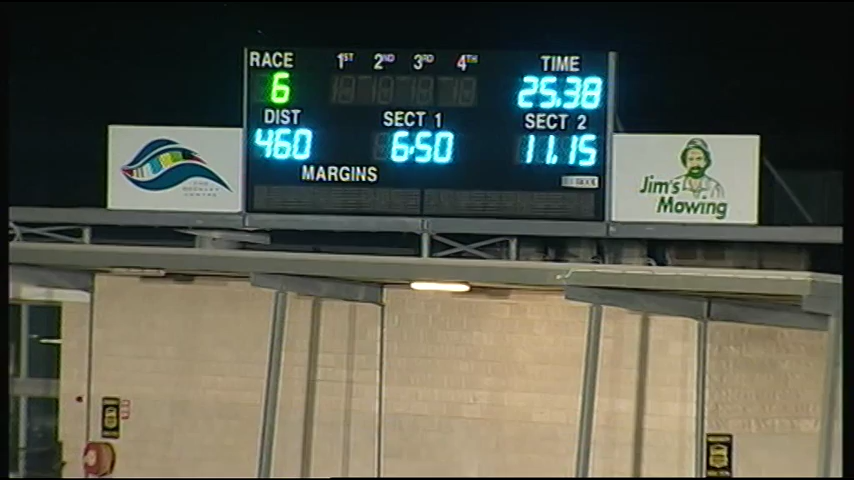 RACE 1ST 2ND 3RD 4TH TIME
6 25.38
DIST SECT 1 SECT 2
460 6.50 11.15
MARGINS
Jim's
Mowing